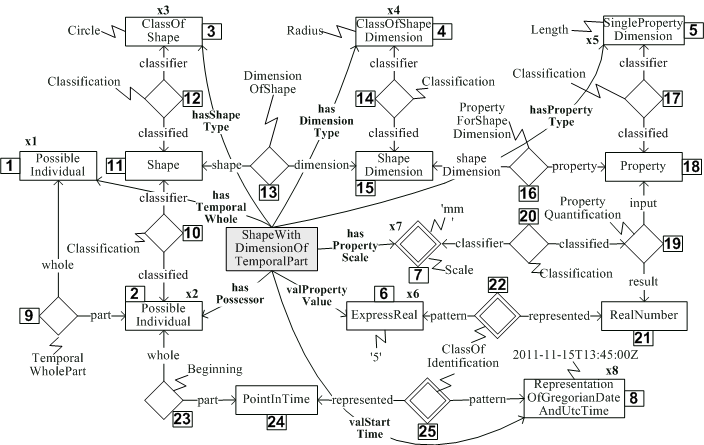 x3
Circle
ClassOf
Shape
3
x4
Radius
ClassOfShape
Dimension
4
Length
x5
SingleProperty
Dimension
5
classifier
classifier
classifier
Classification
12
Dimension
OfShape
14
Classification
Classification
17
hasShape
Type
has
Dimension
Type
Property
ForShape
Dimension
hasProperty
Type
classified
classified
classified
x1
1
Possible
Individual
11
Shape
shape
13
dimension
Shape
Dimension
15
shape
Dimension
16
property
Property
18
has
Temporal
Whole
classifier
Classification
10
ShapeWith
DimensionOf
TemporalPart
has
Property
Scale
x7
'mm
'
7
Scale
classifier
20
classified
Classification
Property
Quantification
input
19
whole
classified
has
Possessor
valProperty
Value
result
9
Temporal
WholePart
part
2
x2
Possible
Individual
6
x6
ExpressReal
'5'
pattern
22
represented
RealNumber
21
ClassOf
Identification
whole
Beginning
23
part
PointInTime
24
represented
25
pattern
2011-11-15T13:45:00Z
x8
Representation
OfGregorianDate
AndUtcTime
8
valStart
Time